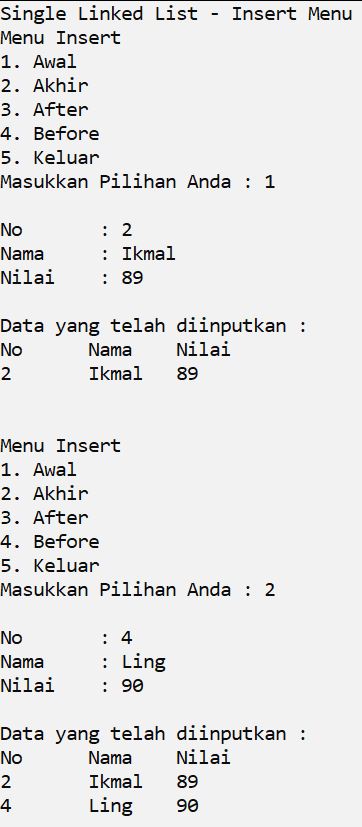 Single Linked List - Insert Menu
Menu Insert
1. Awal
2. Akhir
3. After
4. Before
5. Keluar
Masukkan Pilihan Anda : 1
No : 2
Nama : Ikmal
Nilai : 89
Data yang telah diinputkan :
No Nama Nilai
2 Ikmal 89
Menu Insert
1. Awal
2. Akhir
3. After
4. Before
5. Keluar
Masukkan Pilihan Anda : 2
No : 4
Nama : Ling
Nilai : 90
Data yang telah diinputkan :
No Nama Nilai
2 Ikmal 89
4 Ling 90